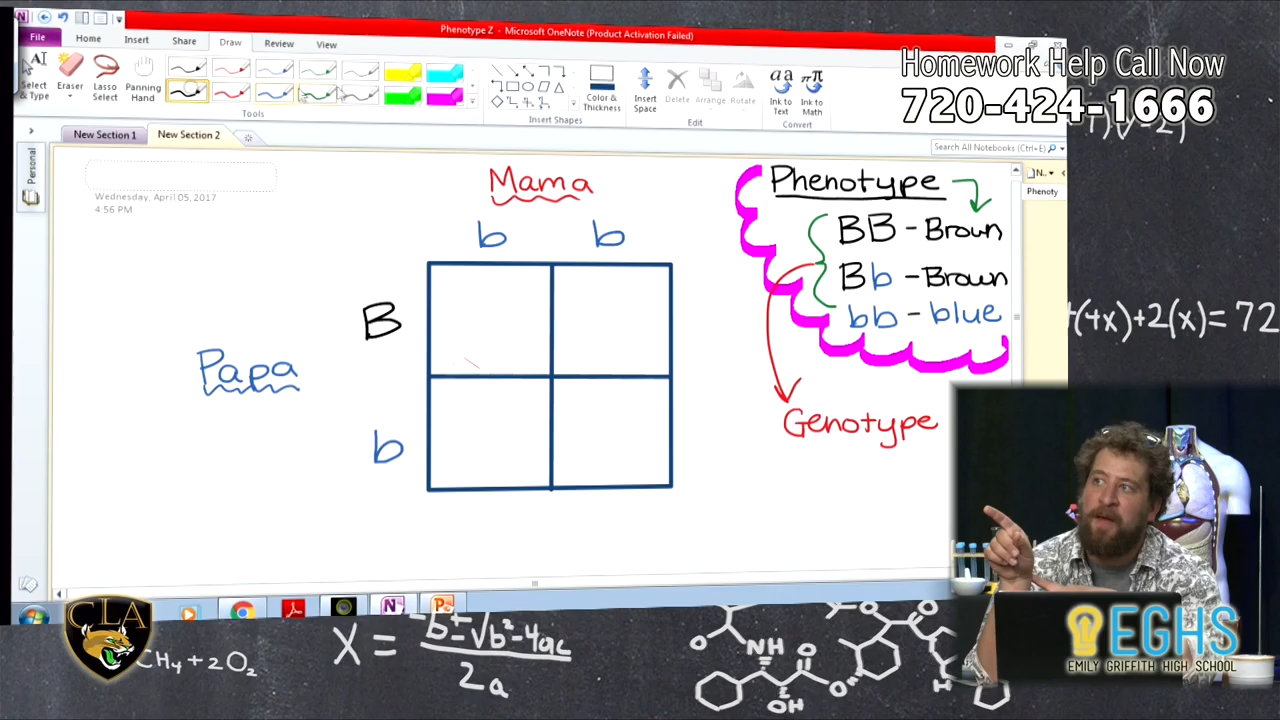 Phenotype Z - Microsoft OneNote (Product Activation Failed)
File Home Insert Share Draw Review View
Homework Help Call Now
720-424-1666
Select & Type
Eraser
Lasso Select
Panning Hand
Color & Thickness
Insert Space
Delete
Arrange
Rotate
Ink to Text
Ink to Math
Tools
Insert Shapes
Edit
Convert
New Section 1
New Section 2
Search All Notebooks (Ctrl+E)
Personal
N..
Phenoty
Wednesday, April 05, 2017
4:56 PM
Mama
b b
B
Papa
b
Phenotype
BB - Brown
Bb - Brown
bb - blue
Genotype
(4x)+2(x)=72
CLA
CH4 + 2O2
X = -b±√b²-4ac
2a
NH
O
OH
O
H
EGHS
EMILY GRIFFITH HIGH SCHOOL